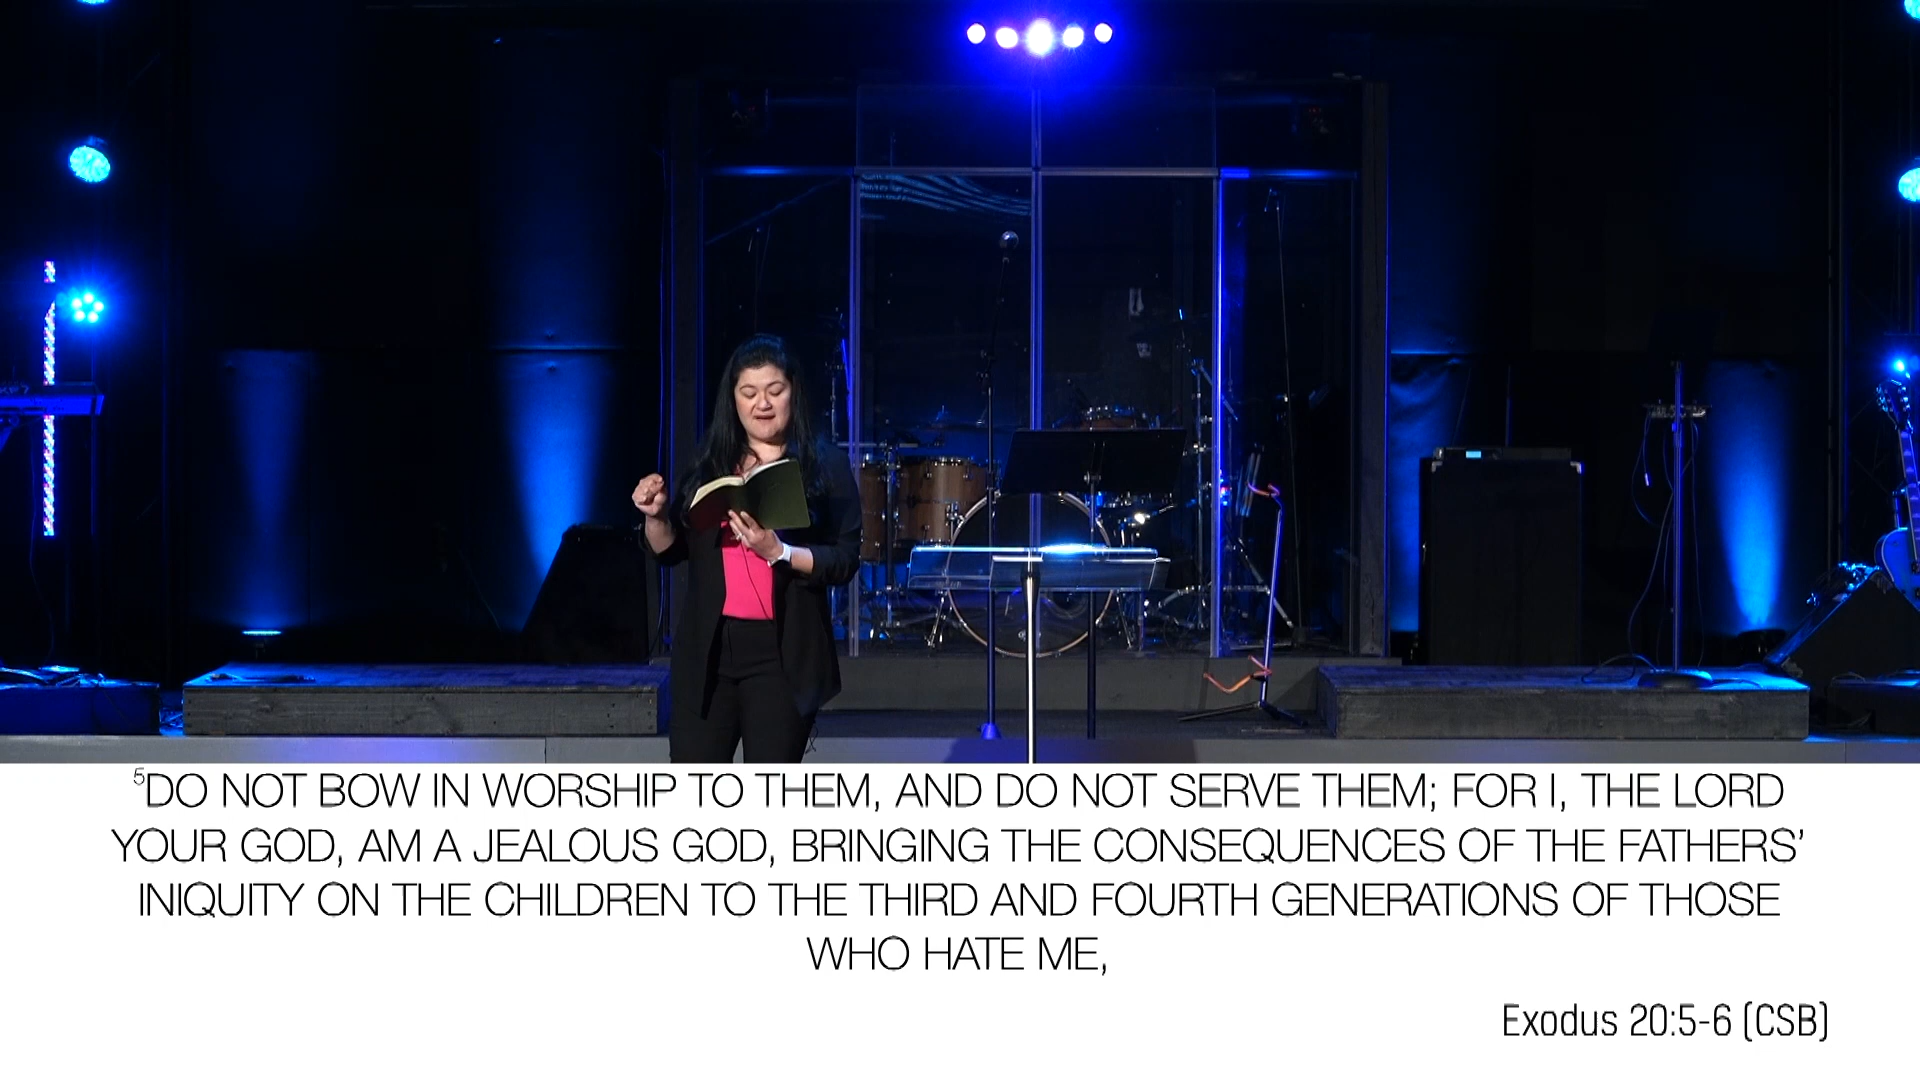 ⁵DO NOT BOW IN WORSHIP TO THEM, AND DO NOT SERVE THEM; FOR I, THE LORD
YOUR GOD, AM A JEALOUS GOD, BRINGING THE CONSEQUENCES OF THE FATHERS’
INIQUITY ON THE CHILDREN TO THE THIRD AND FOURTH GENERATIONS OF THOSE
WHO HATE ME,
Exodus 20:5-6 (CSB)